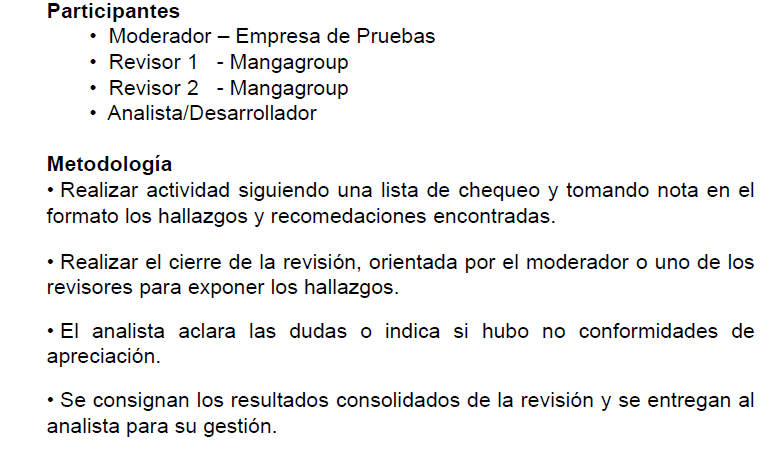 Participantes
• Moderador – Empresa de Pruebas
• Revisor 1 - Mangagroup
• Revisor 2 - Mangagroup
• Analista/Desarrollador
Metodología
• Realizar actividad siguiendo una lista de chequeo y tomando nota en el
formato los hallazgos y recomedaciones encontradas.
• Realizar el cierre de la revisión, orientada por el moderador o uno de los
revisores para exponer los hallazgos.
• El analista aclara las dudas o indica si hubo no conformidades de
apreciación.
• Se consignan los resultados consolidados de la revisión y se entregan al
analista para su gestión.